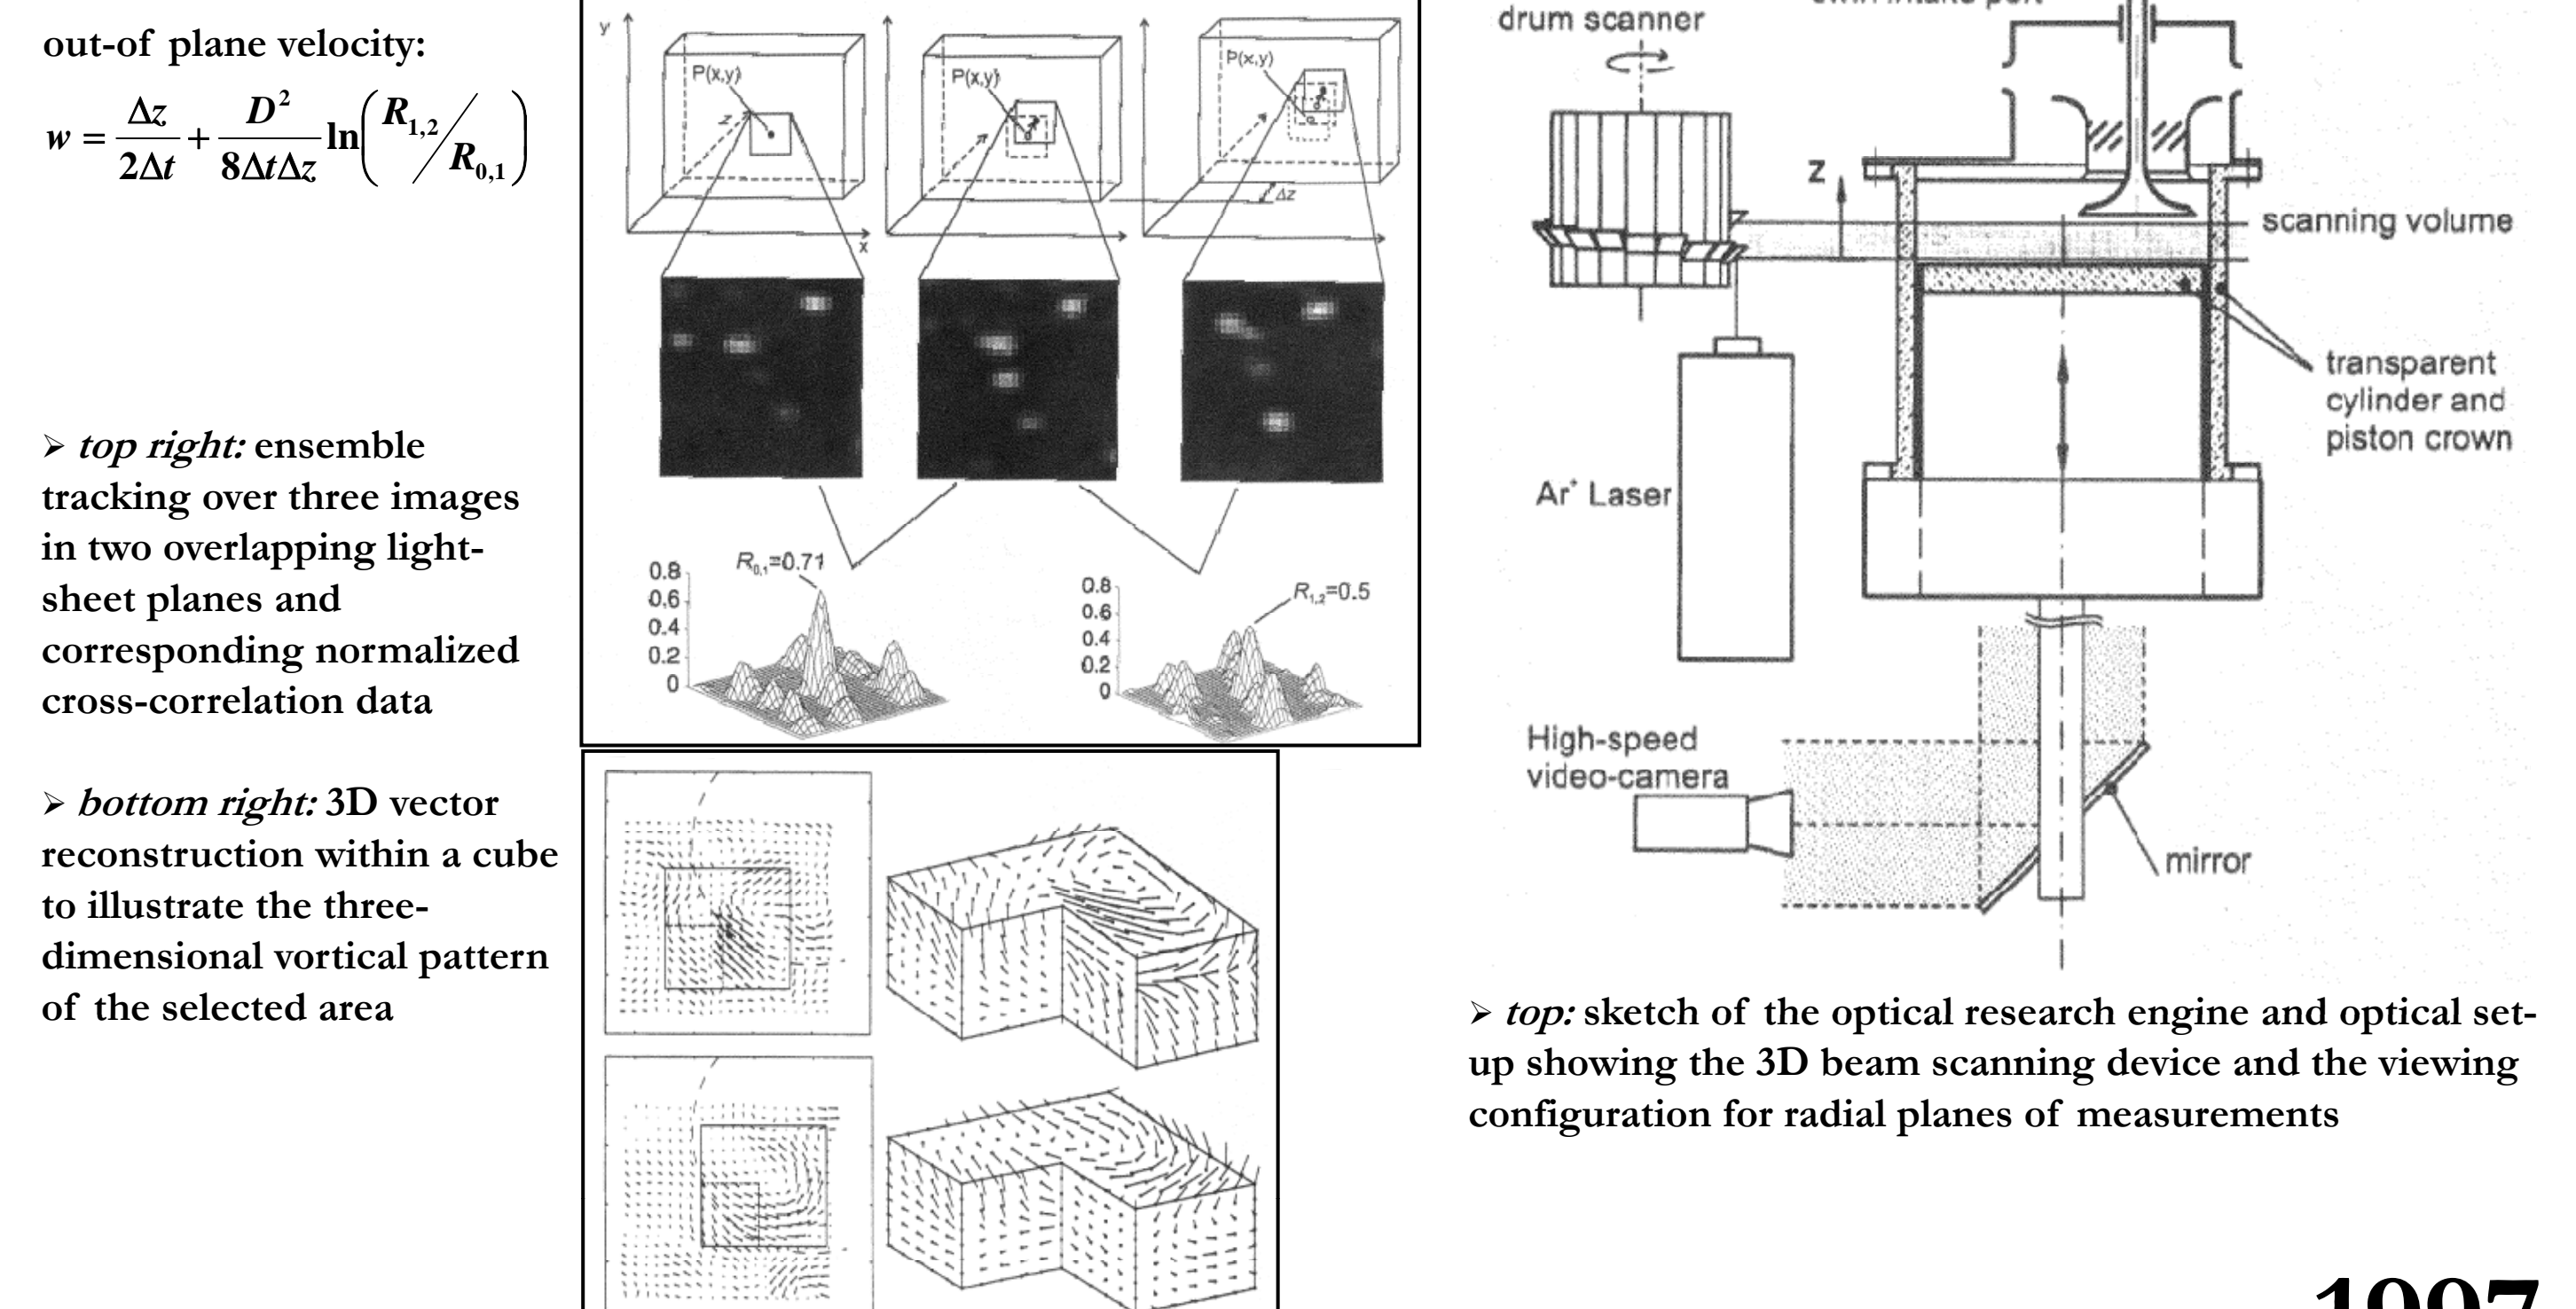 out-of plane velocity:
w = Δz/2Δt + D²/8ΔtΔz ln(R1,2/R0,1)
➢ top right: ensemble
tracking over three images
in two overlapping light-
sheet planes and
corresponding normalized
cross-correlation data
➢ bottom right: 3D vector
reconstruction within a cube
to illustrate the three-
dimensional vortical pattern
of the selected area
y
P(x,y)
z
x
P(x,y)
P(x,y)
Δz
R0,1=0.71
0.8
0.6
0.4
0.2
0
R1,2=0.5
0.8
0.6
0.4
0.2
0
drum scanner
z
scanning volume
transparent
cylinder and
piston crown
Ar+ Laser
High-speed
video-camera
mirror
➢ top: sketch of the optical research engine and optical set-
up showing the 3D beam scanning device and the viewing
configuration for radial planes of measurements